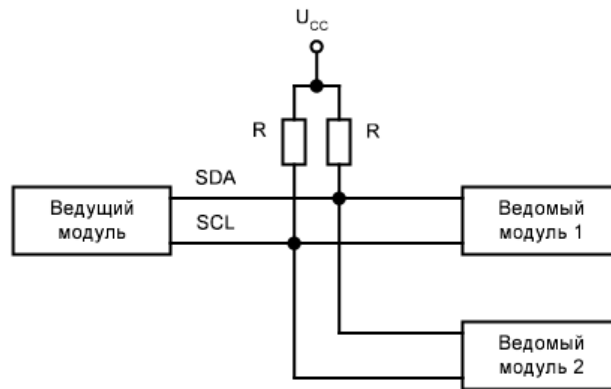 U_CC
R
R
SDA
Ведущий
модуль
SCL
Ведомый
модуль 1
Ведомый
модуль 2